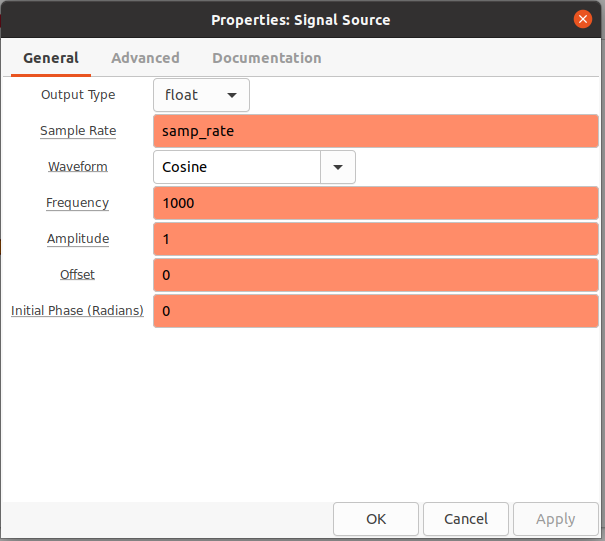 Properties: Signal Source
General Advanced Documentation
Output Type float
Sample Rate samp_rate
Waveform Cosine
Frequency 1000
Amplitude 1
Offset 0
Initial Phase (Radians) 0
OK Cancel Apply